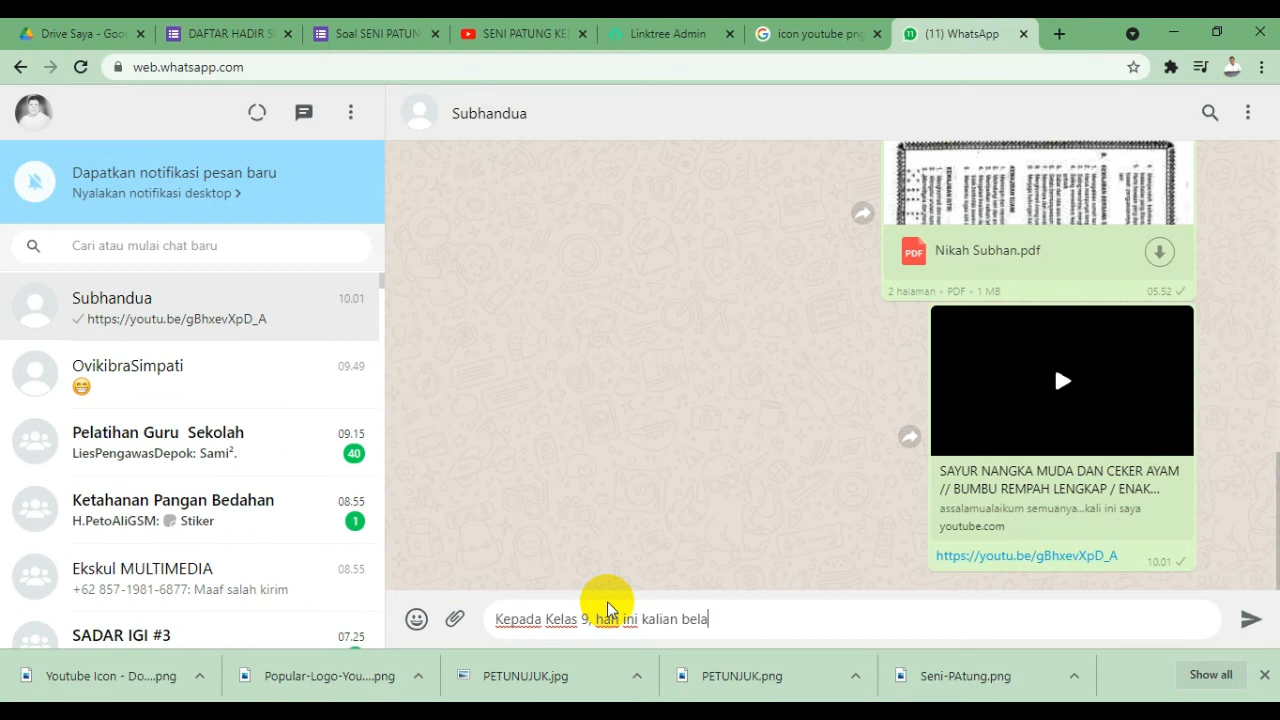 Drive Saya - Goo
DAFTAR HADIR S
Soal SENI PATUN
SENI PATUNG KE
Linktree Admin
icon youtube png
(11) WhatsApp
web.whatsapp.com
Subhandua
Dapatkan notifikasi pesan baru
Nyalakan notifikasi desktop >
Cari atau mulai chat baru
Subhandua
10.01
https://youtu.be/gBhxevXpD_A
OvikibraSimpati
09.49
Pelatihan Guru Sekolah
09.15
LiesPengawasDepok: Sami².
40
Ketahanan Pangan Bedahan
08.55
H.PetoAliGSM: Stiker
1
Ekskul MULTIMEDIA
08.55
+62 857-1981-6877: Maaf salah kirim
SADAR IGI #3
07.25
PDF
Nikah Subhan.pdf
2 halaman • PDF • 1 MB
05.52
SAYUR NANGKA MUDA DAN CEKER AYAM
// BUMBU REMPAH LENGKAP / ENAK...
assalamualaikum semuanya...kali ini saya
youtube.com
https://youtu.be/gBhxevXpD_A
10.01
Kepada Kelas 9, hari ini kalian bela
Youtube Icon - Do....png
Popular-Logo-You....png
PETUNUJUK.jpg
PETUNJUK.png
Seni-PAtung.png
Show all